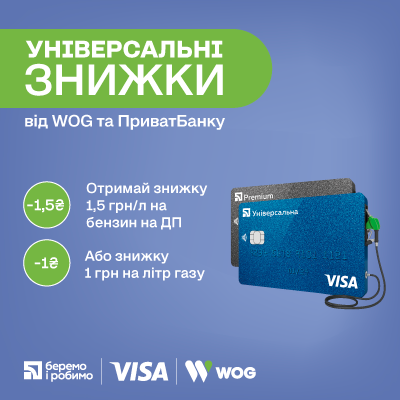 УНІВЕРСАЛЬНІ
ЗНИЖКИ
від WOG та ПриватБанку
-1,5₴
Отримай знижку
1,5 грн/л на
бензин на ДП
-1₴
Або знижку
1 грн на літр газу
Premium
Універсальна
VISA
беремо
і робимо
VISA
WOG